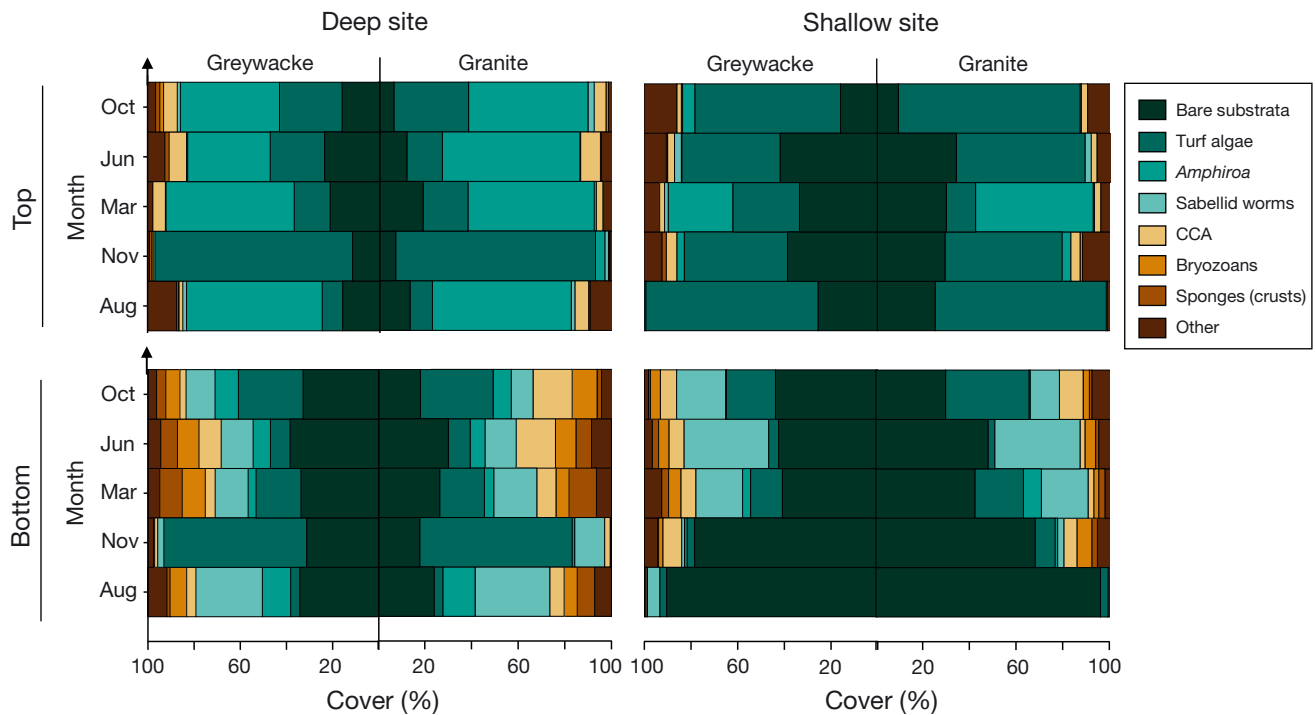 Deep site
Shallow site
Greywacke
Granite
Greywacke
Granite
Top
Month
Oct
Jun
Mar
Nov
Aug
Bare substrata
Turf algae
Amphiroa
Sabellid worms
CCA
Bryozoans
Sponges (crusts)
Other
Bottom
Month
Oct
Jun
Mar
Nov
Aug
100 60 20 20 60 100
100 60 20 20 60 100
Cover (%)
Cover (%)